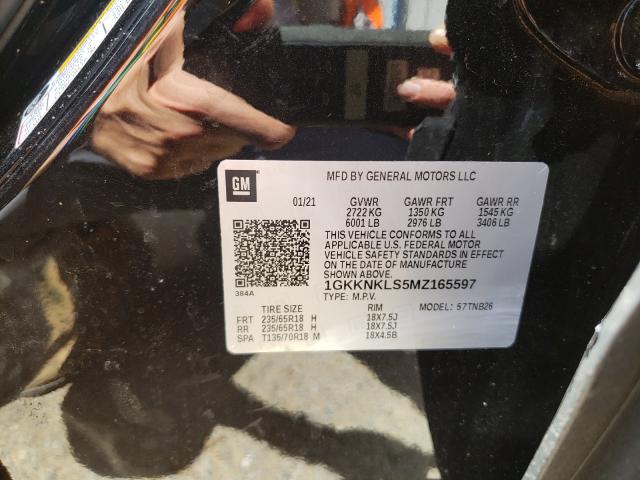 GM
MFD BY GENERAL MOTORS LLC
01/21 GVWR GAWR FRT GAWR RR
2722 KG 1350 KG 1545 KG
6001 LB 2976 LB 3406 LB
THIS VEHICLE CONFORMS TO ALL
APPLICABLE U.S. FEDERAL MOTOR
VEHICLE SAFETY STANDARDS IN EFFECT
ON THE DATE OF MANUFACTURE
SHOWN ABOVE.
384A
1GKKNKLS5MZ165597
TYPE: M.P.V. MODEL: 57TNB26
TIRE SIZE RIM
FRT 235/65R18 H 18X7.5J
RR 235/65R18 H 18X7.5J
SPA T135/70R18 M 18X4.5B